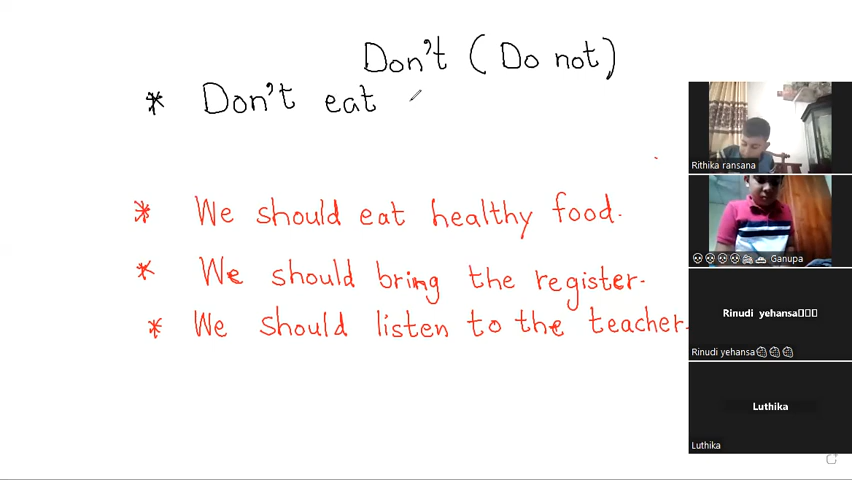 Don't (Do not)
* Don't eat
* We should eat healthy food.
* We should bring the register.
* We should listen to the teacher.
Rithika ransana
💀💀💀💀 Ganupa
Rinudi yehansa
Rinudi yehansa
Luthika
Luthika